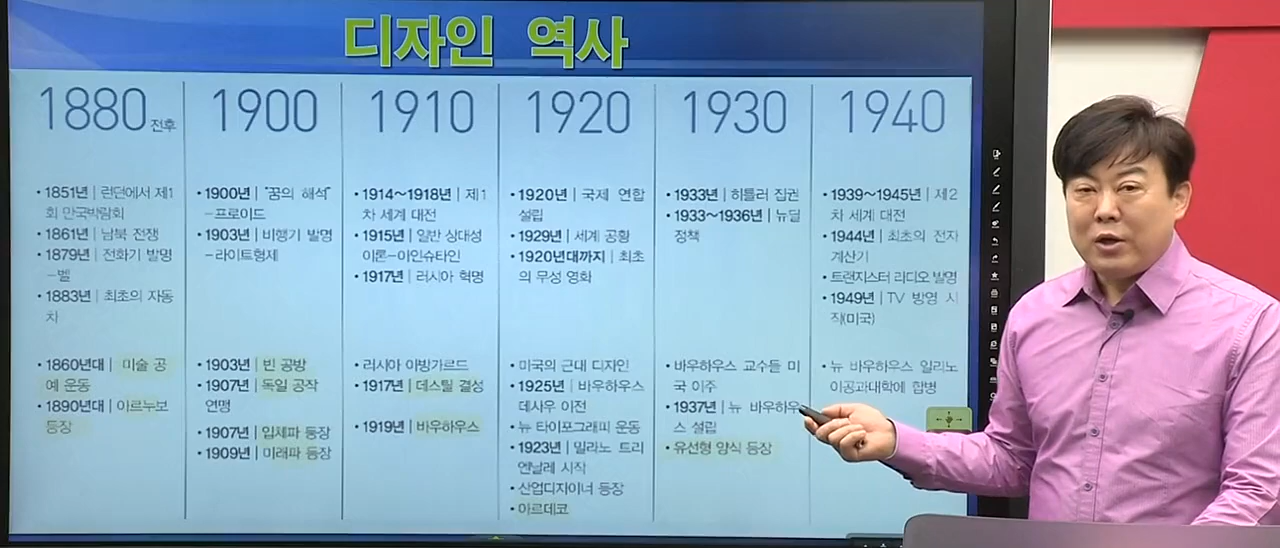 디자인 역사
1880 전후
• 1851년 | 런던에서 제1
회 만국박람회
• 1861년 | 남북 전쟁
• 1879년 | 전화기 발명
-벨
• 1883년 | 최초의 자동
차
• 1860년대 | 미술 공
예 운동
• 1890년대 | 아르누보
등장
1900
• 1900년 | "꿈의 해석"
-프로이드
• 1903년 | 비행기 발명
-라이트형제
• 1903년 | 빈 공방
• 1907년 | 독일 공작
연맹
• 1907년 | 입체파 등장
• 1909년 | 미래파 등장
1910
• 1914~1918년 | 제1
차 세계 대전
• 1915년 | 일반 상대성
이론-아인슈타인
• 1917년 | 러시아 혁명
• 러시아 아방가르드
• 1917년 | 데스틸 결성
• 1919년 | 바우하우스
1920
• 1920년 | 국제 연합
설립
• 1929년 | 세계 공황
• 1920년대까지 | 최초
의 무성 영화
• 미국의 근대 디자인
• 1925년 | 바우하우스
데사우 이전
• 뉴 타이포그래피 운동
• 1923년 | 밀라노 트리
엔날레 시작
• 산업디자이너 등장
• 아르데코
1930
• 1933년 | 히틀러 집권
• 1933~1936년 | 뉴딜
정책
• 바우하우스 교수들 미
국 이주
• 1937년 | 뉴 바우하우
스 설립
• 유선형 양식 등장
1940
• 1939~1945년 | 제2
차 세계 대전
• 1944년 | 최초의 전자
계산기
• 트랜지스터 라디오 발명
• 1949년 | TV 방영 시
작(미국)
• 뉴 바우하우스 일리노
이공과대학에 합병